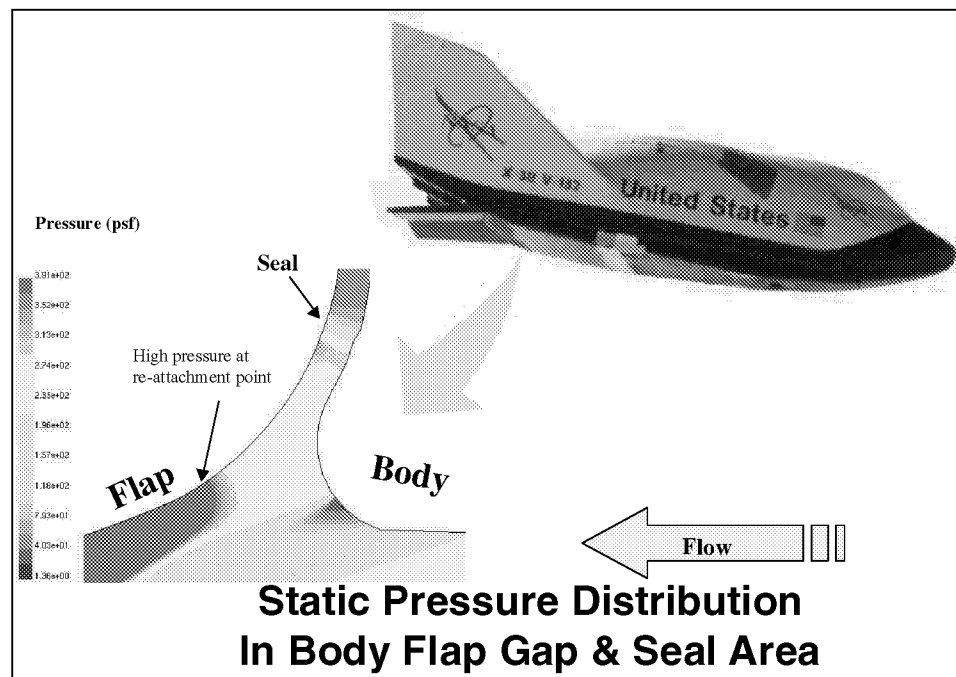 X 38 V-132
United States
Pressure (psf)
Seal
3.91e+02
3.52e+02
3.13e+02
2.74e+02
2.35e+02
1.96e+02
1.57e+02
1.18e+02
7.93e+01
4.03e+01
1.36e+00
High pressure at
re-attachment point
Flap
Body
Flow
Static Pressure Distribution
In Body Flap Gap & Seal Area